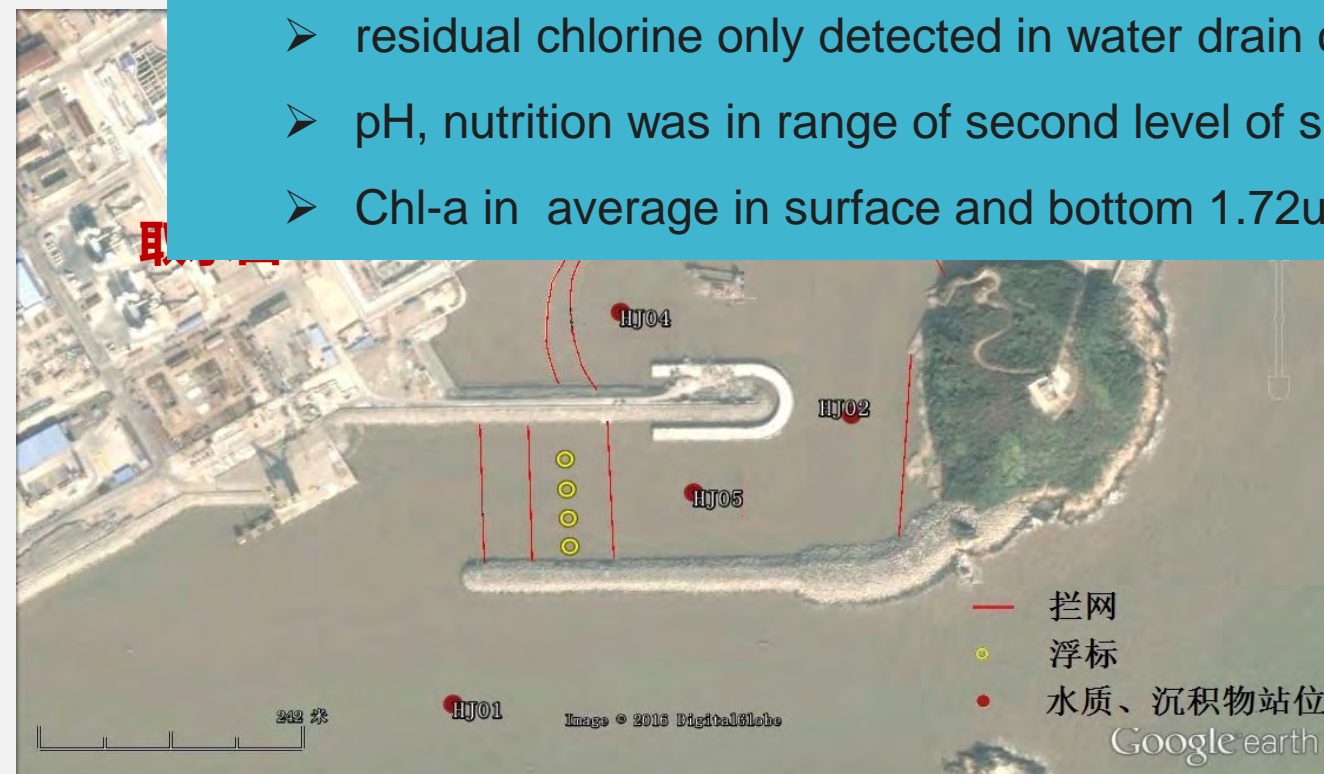 ➢ residual chlorine only detected in water drain
➢ pH, nutrition was in range of second level of
➢ Chl-a in average in surface and bottom 1.72u
HJ04
HJ02
HJ05
拦网
浮标
HJ01
242 米
Image © 2016 DigitalGlobe
水质、沉积物站位
Google earth